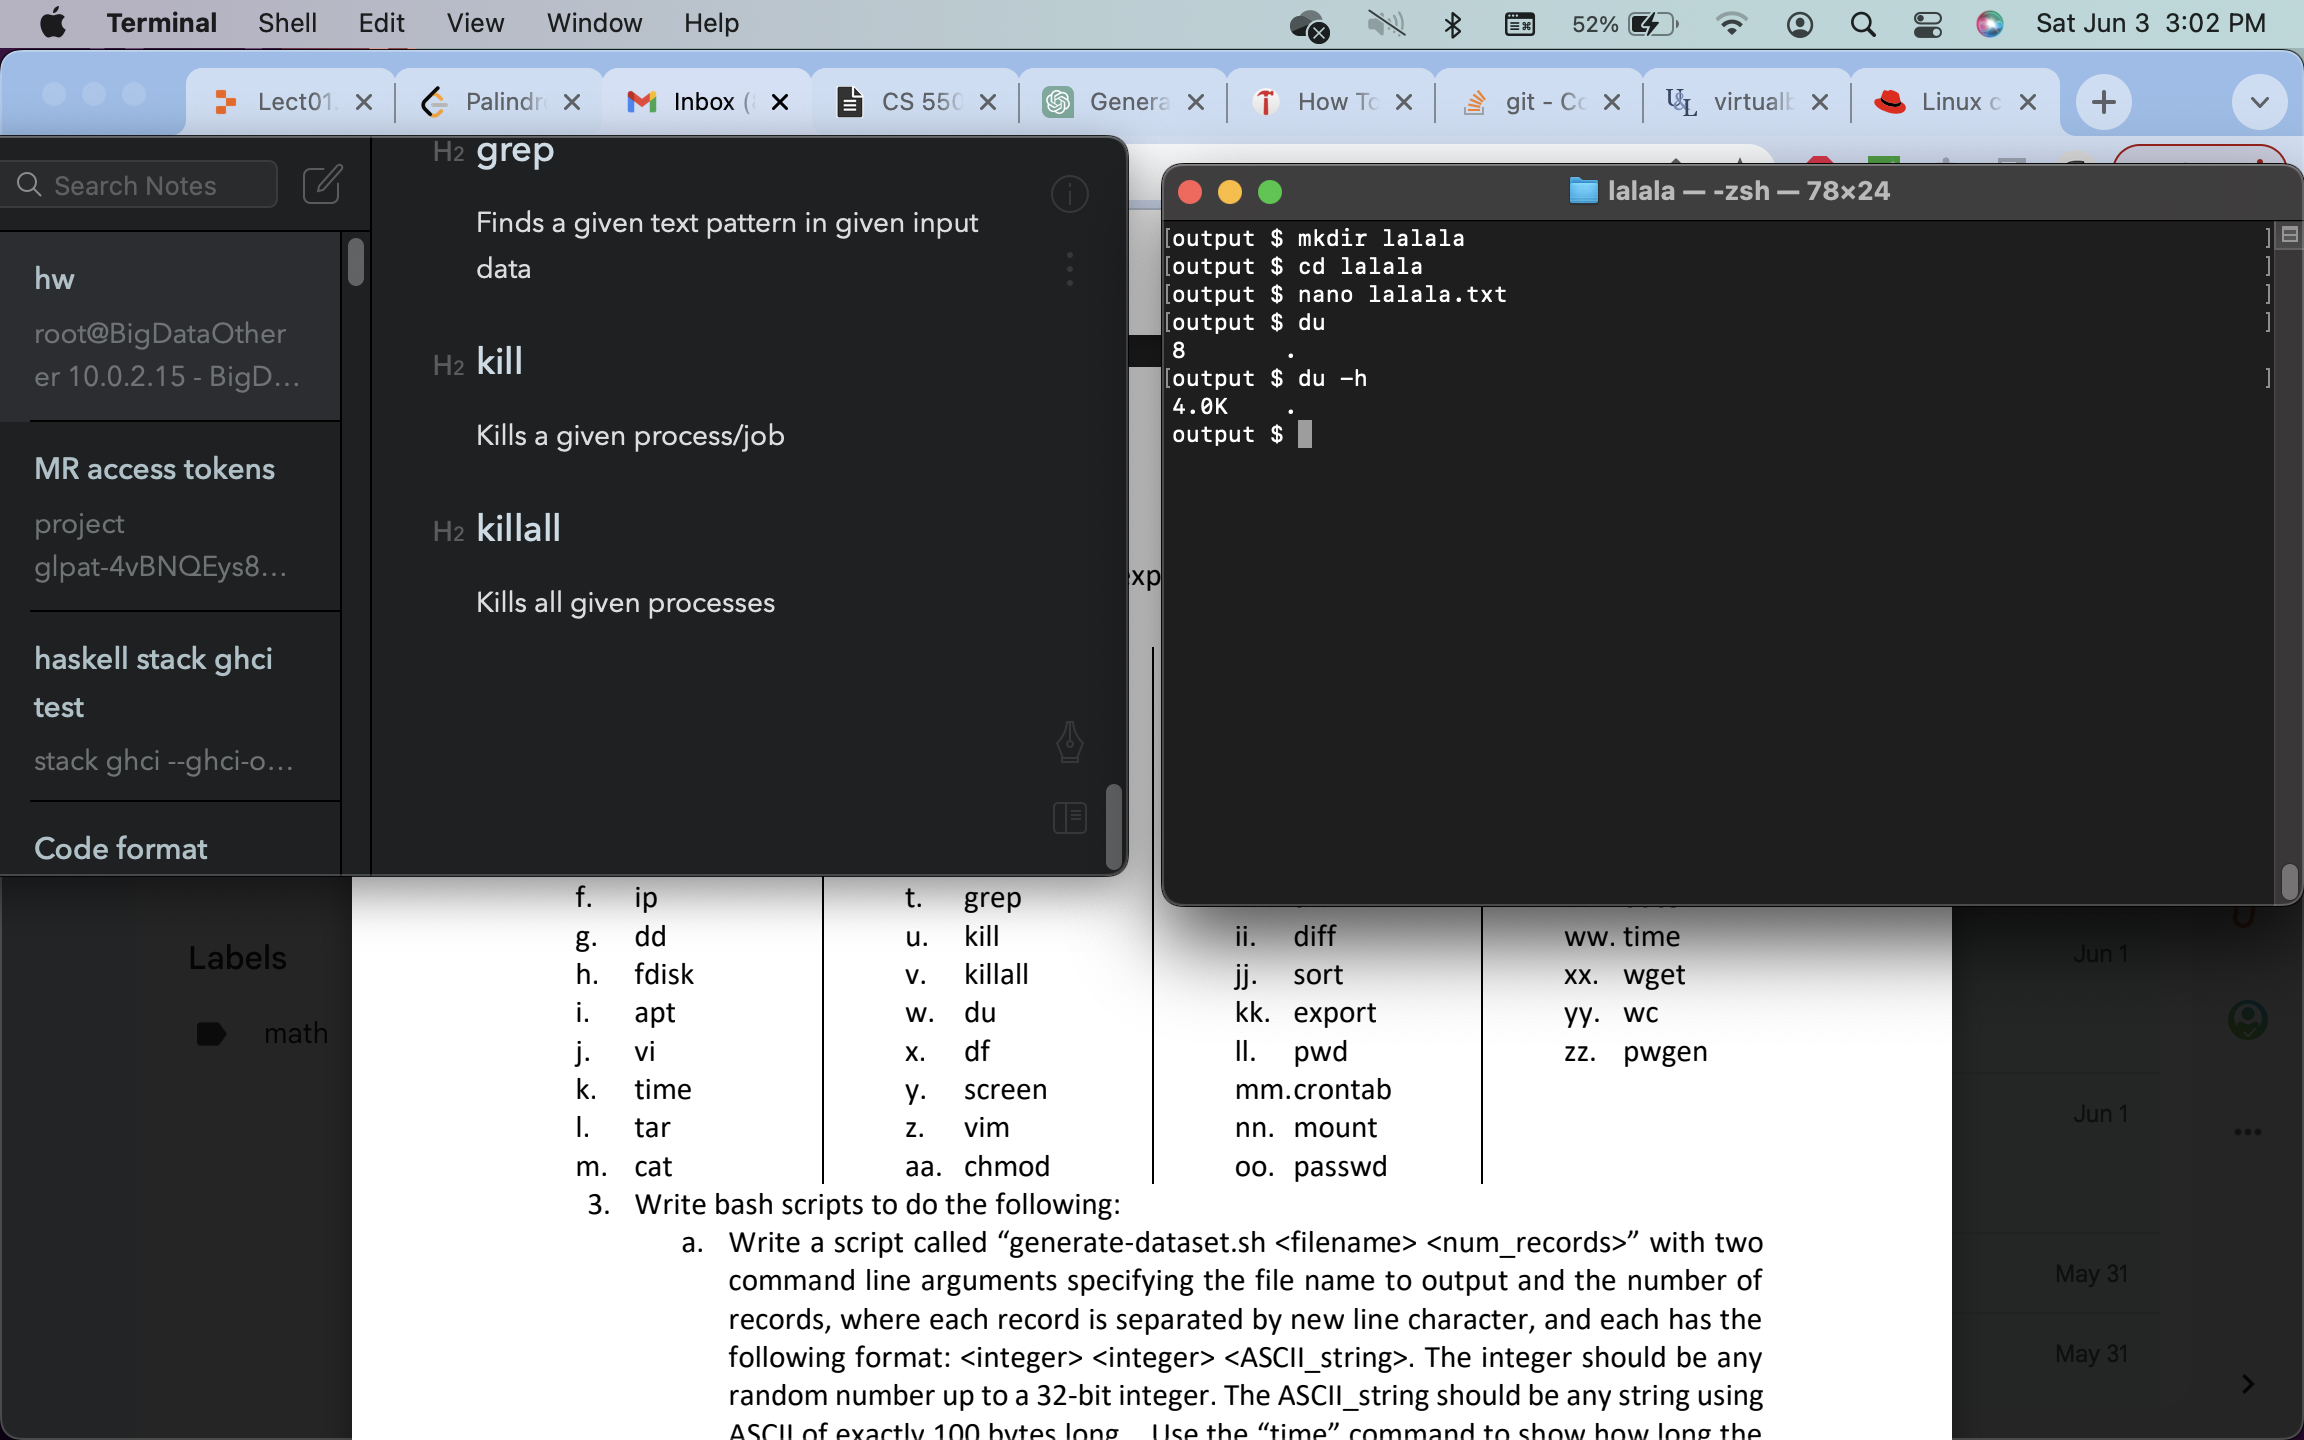 Terminal Shell Edit View Window Help 52% Sat Jun 3 3:02 PM
Lect01. Palindr Inbox ( CS 550 Genera How To git - Co virtualb Linux c
Search Notes
hw
root@BigDataOther
er 10.0.2.15 - BigD...
MR access tokens
project
glpat-4vBNQEys8...
haskell stack ghci
test
stack ghci --ghci-o...
Code format
H2 grep
Finds a given text pattern in given input
data
H2 kill
Kills a given process/job
H2 killall
Kills all given processes
lalala — -zsh — 78×24
[output $ mkdir lalala ]
[output $ cd lalala ]
[output $ nano lalala.txt ]
[output $ du ]
8 .
[output $ du -h ]
4.0K .
output $
exp
Labels
math
f. ip
g. dd
h. fdisk
i. apt
j. vi
k. time
l. tar
m. cat
t. grep
u. kill
v. killall
w. du
x. df
y. screen
z. vim
aa. chmod
ii. diff
jj. sort
kk. export
ll. pwd
mm. crontab
nn. mount
oo. passwd
ww. time
xx. wget
yy. wc
zz. pwgen
3. Write bash scripts to do the following:
a. Write a script called “generate-dataset.sh <filename> <num_records>” with two
command line arguments specifying the file name to output and the number of
records, where each record is separated by new line character, and each has the
following format: <integer> <integer> <ASCII_string>. The integer should be any
random number up to a 32-bit integer. The ASCII_string should be any string using
ASCII of exactly 100 bytes long. Use the “time” command to show how long the
Jun 1
Jun 1
May 31
May 31